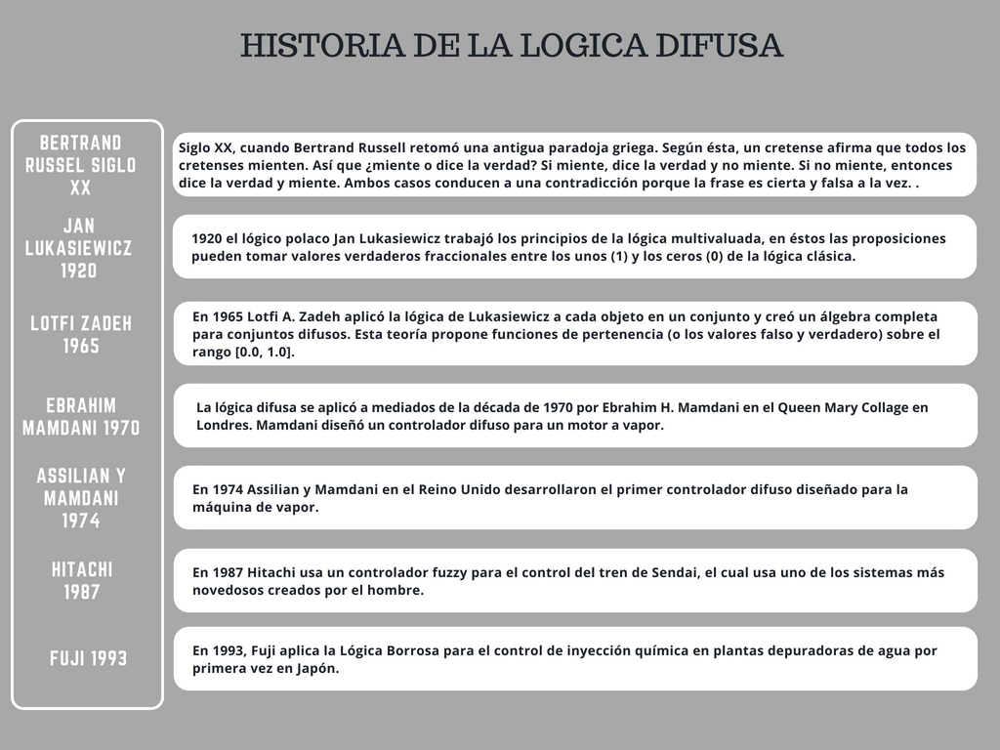 HISTORIA DE LA LOGICA DIFUSA
BERTRAND
RUSSEL SIGLO
XX
Siglo XX, cuando Bertrand Russell retomó una antigua paradoja griega. Según ésta, un cretense afirma que todos los
cretenses mienten. Así que ¿miente o dice la verdad? Si miente, dice la verdad y no miente. Si no miente, entonces
dice la verdad y miente. Ambos casos conducen a una contradicción porque la frase es cierta y falsa a la vez. .
JAN
LUKASIEWICZ
1920
1920 el lógico polaco Jan Lukasiewicz trabajó los principios de la lógica multivaluada, en éstos las proposiciones
pueden tomar valores verdaderos fraccionales entre los unos (1) y los ceros (0) de la lógica clásica.
LOTFI ZADEH
1965
En 1965 Lotfi A. Zadeh aplicó la lógica de Lukasiewicz a cada objeto en un conjunto y creó un álgebra completa
para conjuntos difusos. Esta teoría propone funciones de pertenencia (o los valores falso y verdadero) sobre el
rango [0.0, 1.0].
EBRAHIM
MAMDANI 1970
La lógica difusa se aplicó a mediados de la década de 1970 por Ebrahim H. Mamdani en el Queen Mary Collage en
Londres. Mamdani diseñó un controlador difuso para un motor a vapor.
ASSILIAN Y
MAMDANI
1974
En 1974 Assilian y Mamdani en el Reino Unido desarrollaron el primer controlador difuso diseñado para la
máquina de vapor.
HITACHI
1987
En 1987 Hitachi usa un controlador fuzzy para el control del tren de Sendai, el cual usa uno de los sistemas más
novedosos creados por el hombre.
FUJI 1993
En 1993, Fuji aplica la Lógica Borrosa para el control de inyección química en plantas depuradoras de agua por
primera vez en Japón.